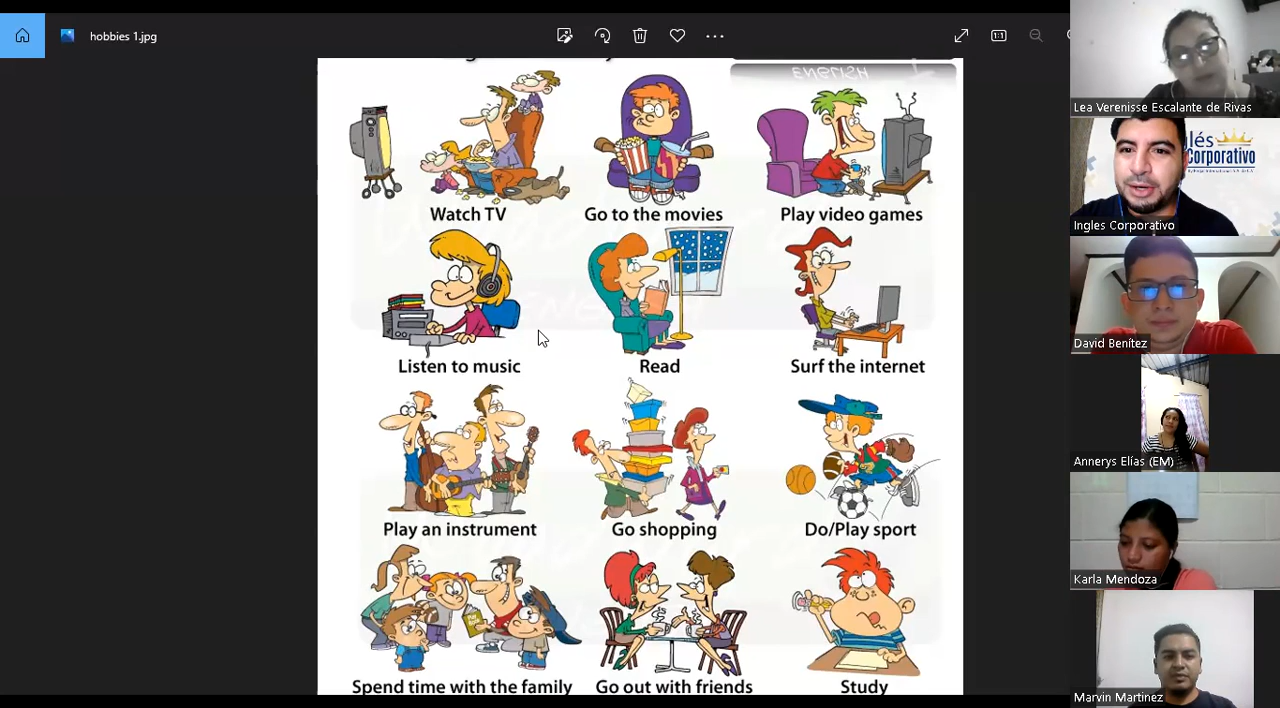 hobbies 1.jpg
ENGLISH
Watch TV
Go to the movies
Play video games
Listen to music
Read
Surf the internet
Play an instrument
Go shopping
Do/Play sport
Spend time with the family
Go out with friends
Study
Lea Verenisse Escalante de Rivas
lés
Corporativo
Ingles Corporativo
David Benítez
Annerys Elías (EM)
Karla Mendoza
Marvin Martinez